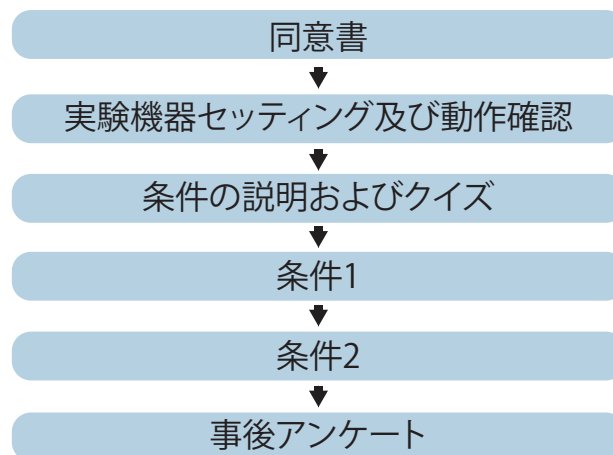 同意書
実験機器セッティング及び動作確認
条件の説明およびクイズ
条件1
条件2
事後アンケート